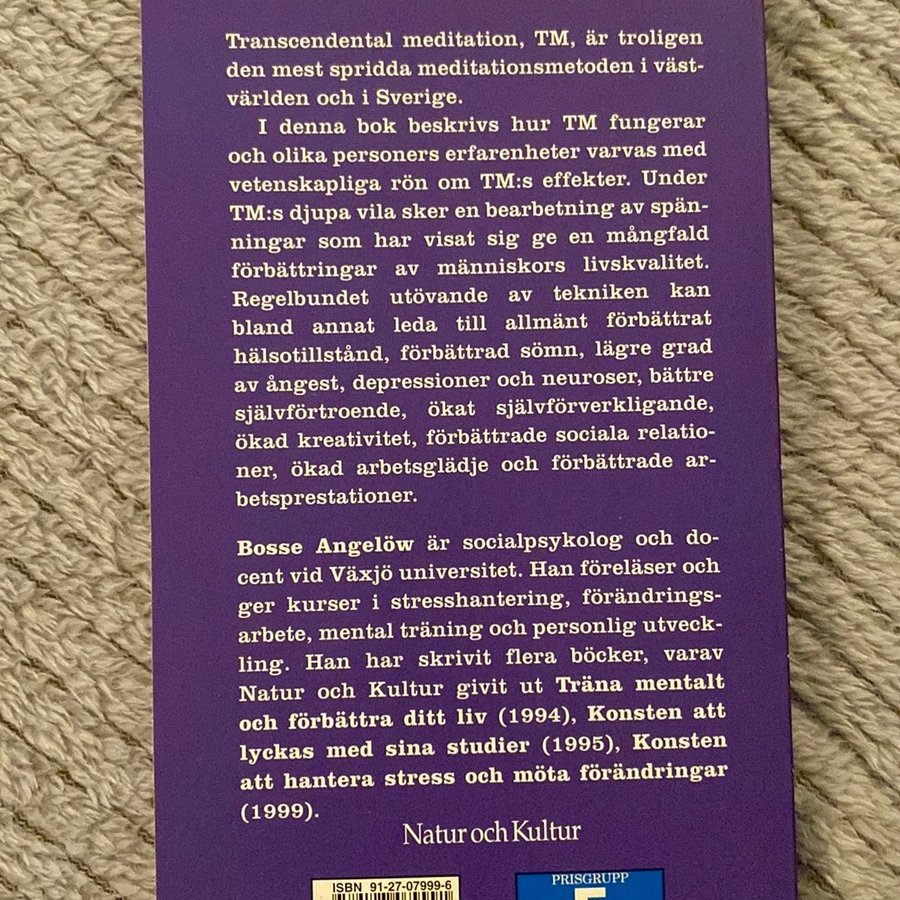 Transcendental meditation, TM, är troligen
den mest spridda meditationsmetoden i väst-
världen och i Sverige.
I denna bok beskrivs hur TM fungerar
och olika personers erfarenheter varvas med
vetenskapliga rön om TM:s effekter. Under
TM:s djupa vila sker en bearbetning av spän-
ningar som har visat sig ge en mångfald
förbättringar av människors livskvalitet.
Regelbundet utövande av tekniken kan
bland annat leda till allmänt förbättrat
hälsotillstånd, förbättrad sömn, lägre grad
av ångest, depressioner och neuroser, bättre
självförtroende, ökat självförverkligande,
ökad kreativitet, förbättrade sociala relatio-
ner, ökad arbetsglädje och förbättrade ar-
betsprestationer.
Bosse Angelöw är socialpsykolog och do-
cent vid Växjö universitet. Han föreläser och
ger kurser i stresshantering, förändrings-
arbete, mental träning och personlig utveck-
ling. Han har skrivit flera böcker, varav
Natur och Kultur givit ut Träna mentalt
och förbättra ditt liv (1994), Konsten att
lyckas med sina studier (1995), Konsten
att hantera stress och möta förändringar
(1999).
Natur och Kultur
ISBN 91-27-07999-6
PRISGRUPP